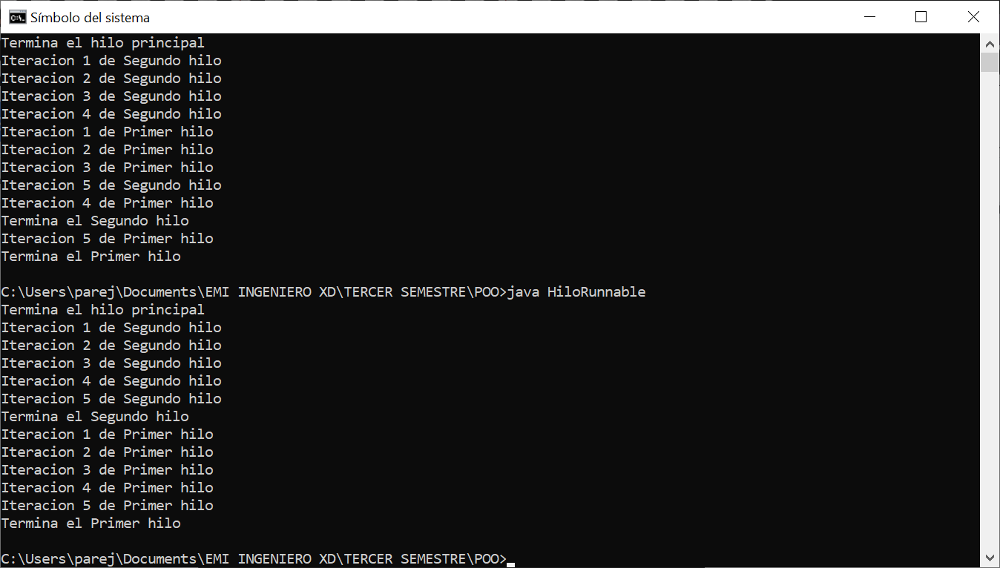 Símbolo del sistema
Termina el hilo principal
Iteracion 1 de Segundo hilo
Iteracion 2 de Segundo hilo
Iteracion 3 de Segundo hilo
Iteracion 4 de Segundo hilo
Iteracion 1 de Primer hilo
Iteracion 2 de Primer hilo
Iteracion 3 de Primer hilo
Iteracion 5 de Segundo hilo
Iteracion 4 de Primer hilo
Termina el Segundo hilo
Iteracion 5 de Primer hilo
Termina el Primer hilo
C:\Users\parej\Documents\EMI INGENIERO XD\TERCER SEMESTRE\POO>java HiloRunnable
Termina el hilo principal
Iteracion 1 de Segundo hilo
Iteracion 2 de Segundo hilo
Iteracion 3 de Segundo hilo
Iteracion 4 de Segundo hilo
Iteracion 5 de Segundo hilo
Termina el Segundo hilo
Iteracion 1 de Primer hilo
Iteracion 2 de Primer hilo
Iteracion 3 de Primer hilo
Iteracion 4 de Primer hilo
Iteracion 5 de Primer hilo
Termina el Primer hilo
C:\Users\parej\Documents\EMI INGENIERO XD\TERCER SEMESTRE\POO>